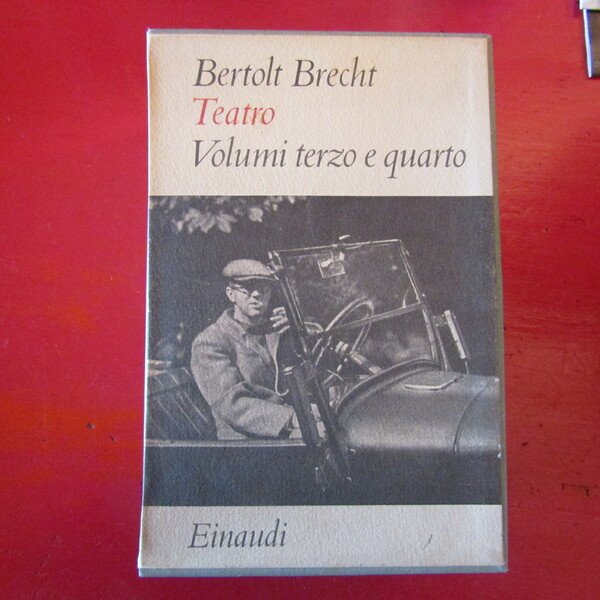 Bertolt Brecht
Teatro
Volumi terzo e quarto
Einaudi